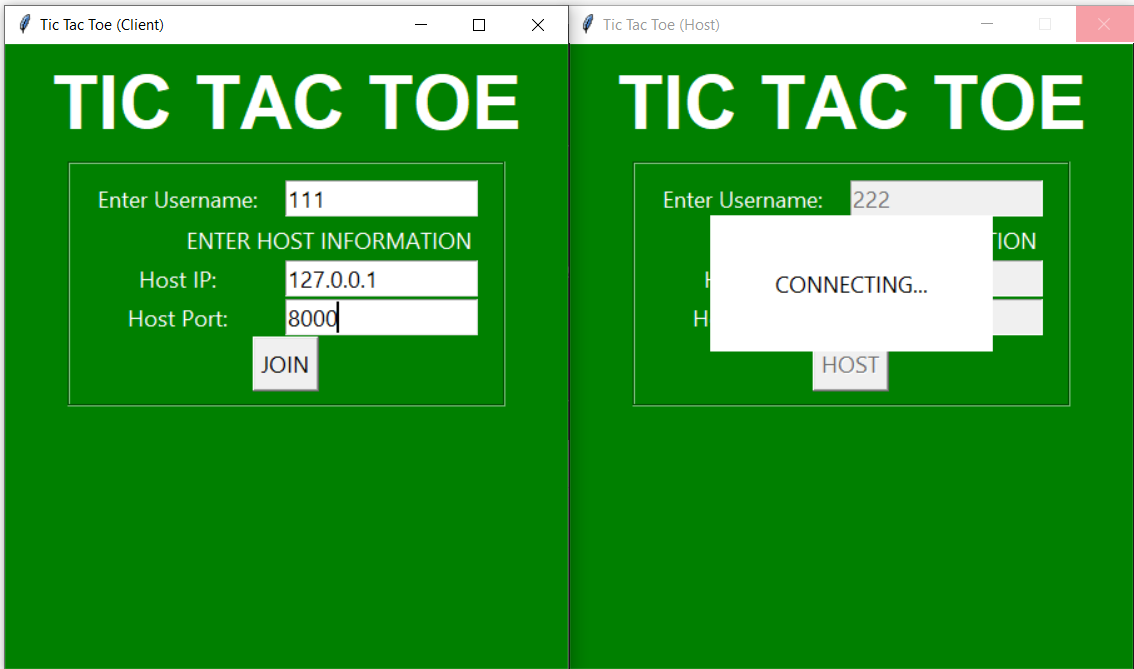 Tic Tac Toe (Client)
TIC TAC TOE
Enter Username: 111
ENTER HOST INFORMATION
Host IP: 127.0.0.1
Host Port: 8000
JOIN
Tic Tac Toe (Host)
TIC TAC TOE
Enter Username: 222
CONNECTING...
HOST